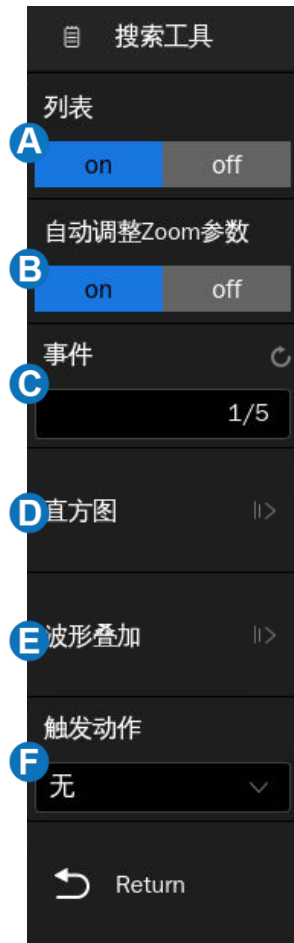 搜索工具
列表
A
on off
自动调整Zoom参数
B
on off
事件
C
1/5
D 直方图
E 波形叠加
触发动作
F
无
Return